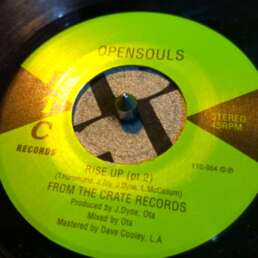 OPENSOULS
C
RECORDS
STEREO
45RPM
RISE UP (pt.2)
FROM THE CRATE RECORDS
Produced by J.Dyne, Ota
Mixed by Ota
Mastered by Dave Cooley, L.A.